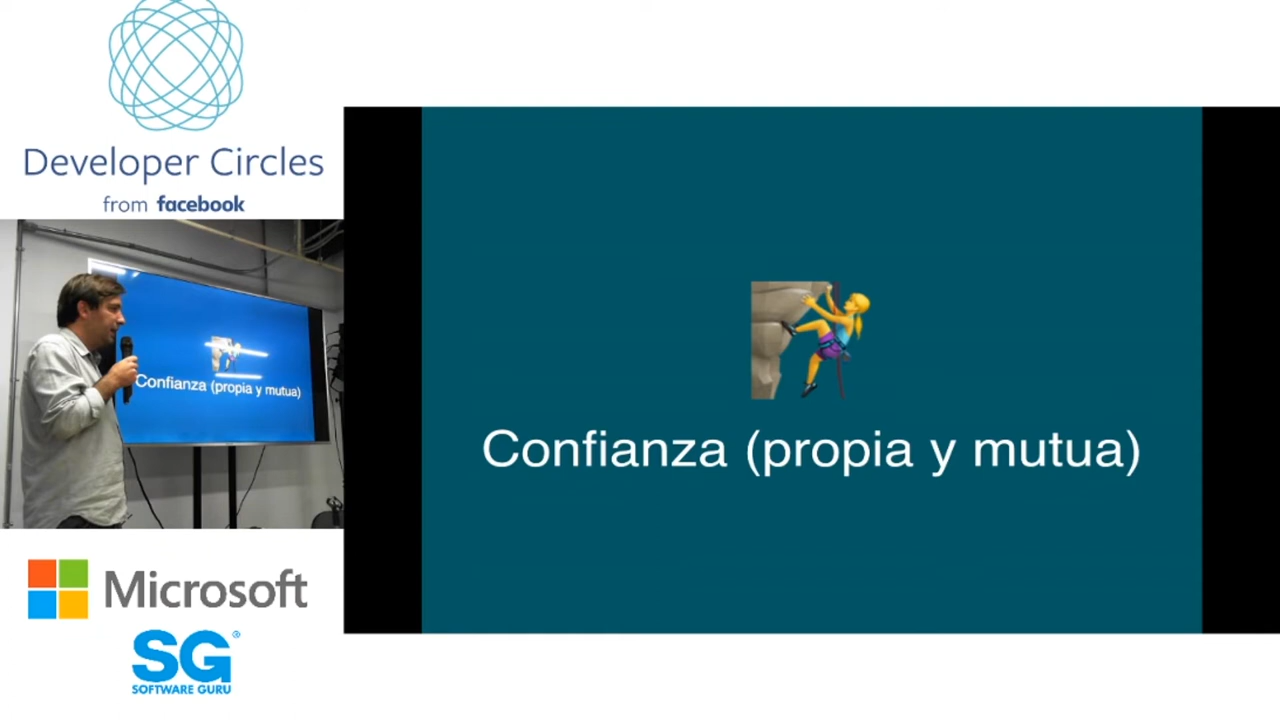 Developer Circles
from facebook
Confianza (propia y mutua)
Confianza (propia y mutua)
Microsoft
SG®
SOFTWARE GURU